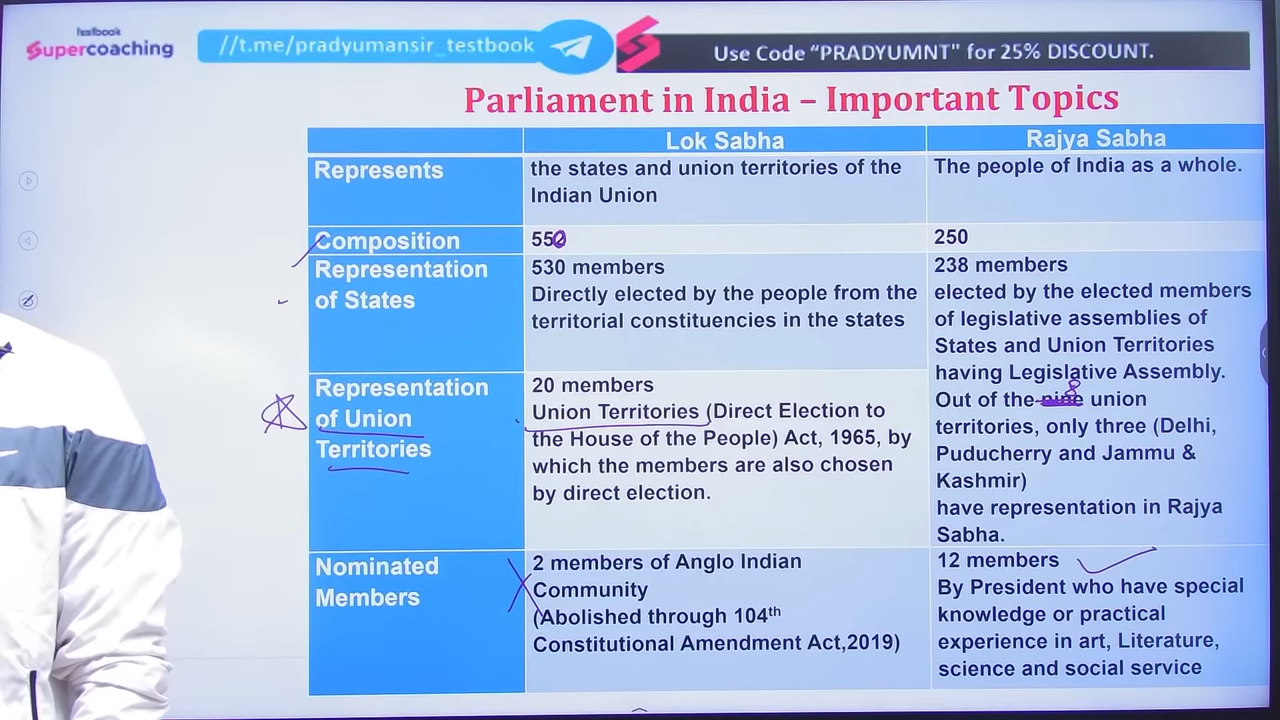 testbook
Supercoaching
//t.me/pradyumansir_testbook
Use Code “PRADYUMNT" for 25% DISCOUNT.
Parliament in India – Important Topics
Lok Sabha
Rajya Sabha
Represents
the states and union territories of the
Indian Union
The people of India as a whole.
Composition
552
250
Representation
of States
530 members
Directly elected by the people from the
territorial constituencies in the states
238 members
elected by the elected members
of legislative assemblies of
States and Union Territories
having Legislative Assembly.
Out of the nine 8 union
territories, only three (Delhi,
Puducherry and Jammu &
Kashmir)
have representation in Rajya
Sabha.
Representation
of Union
Territories
20 members
Union Territories (Direct Election to
the House of the People) Act, 1965, by
which the members are also chosen
by direct election.
Nominated
Members
2 members of Anglo Indian
Community
(Abolished through 104th
Constitutional Amendment Act,2019)
12 members
By President who have special
knowledge or practical
experience in art, Literature,
science and social service